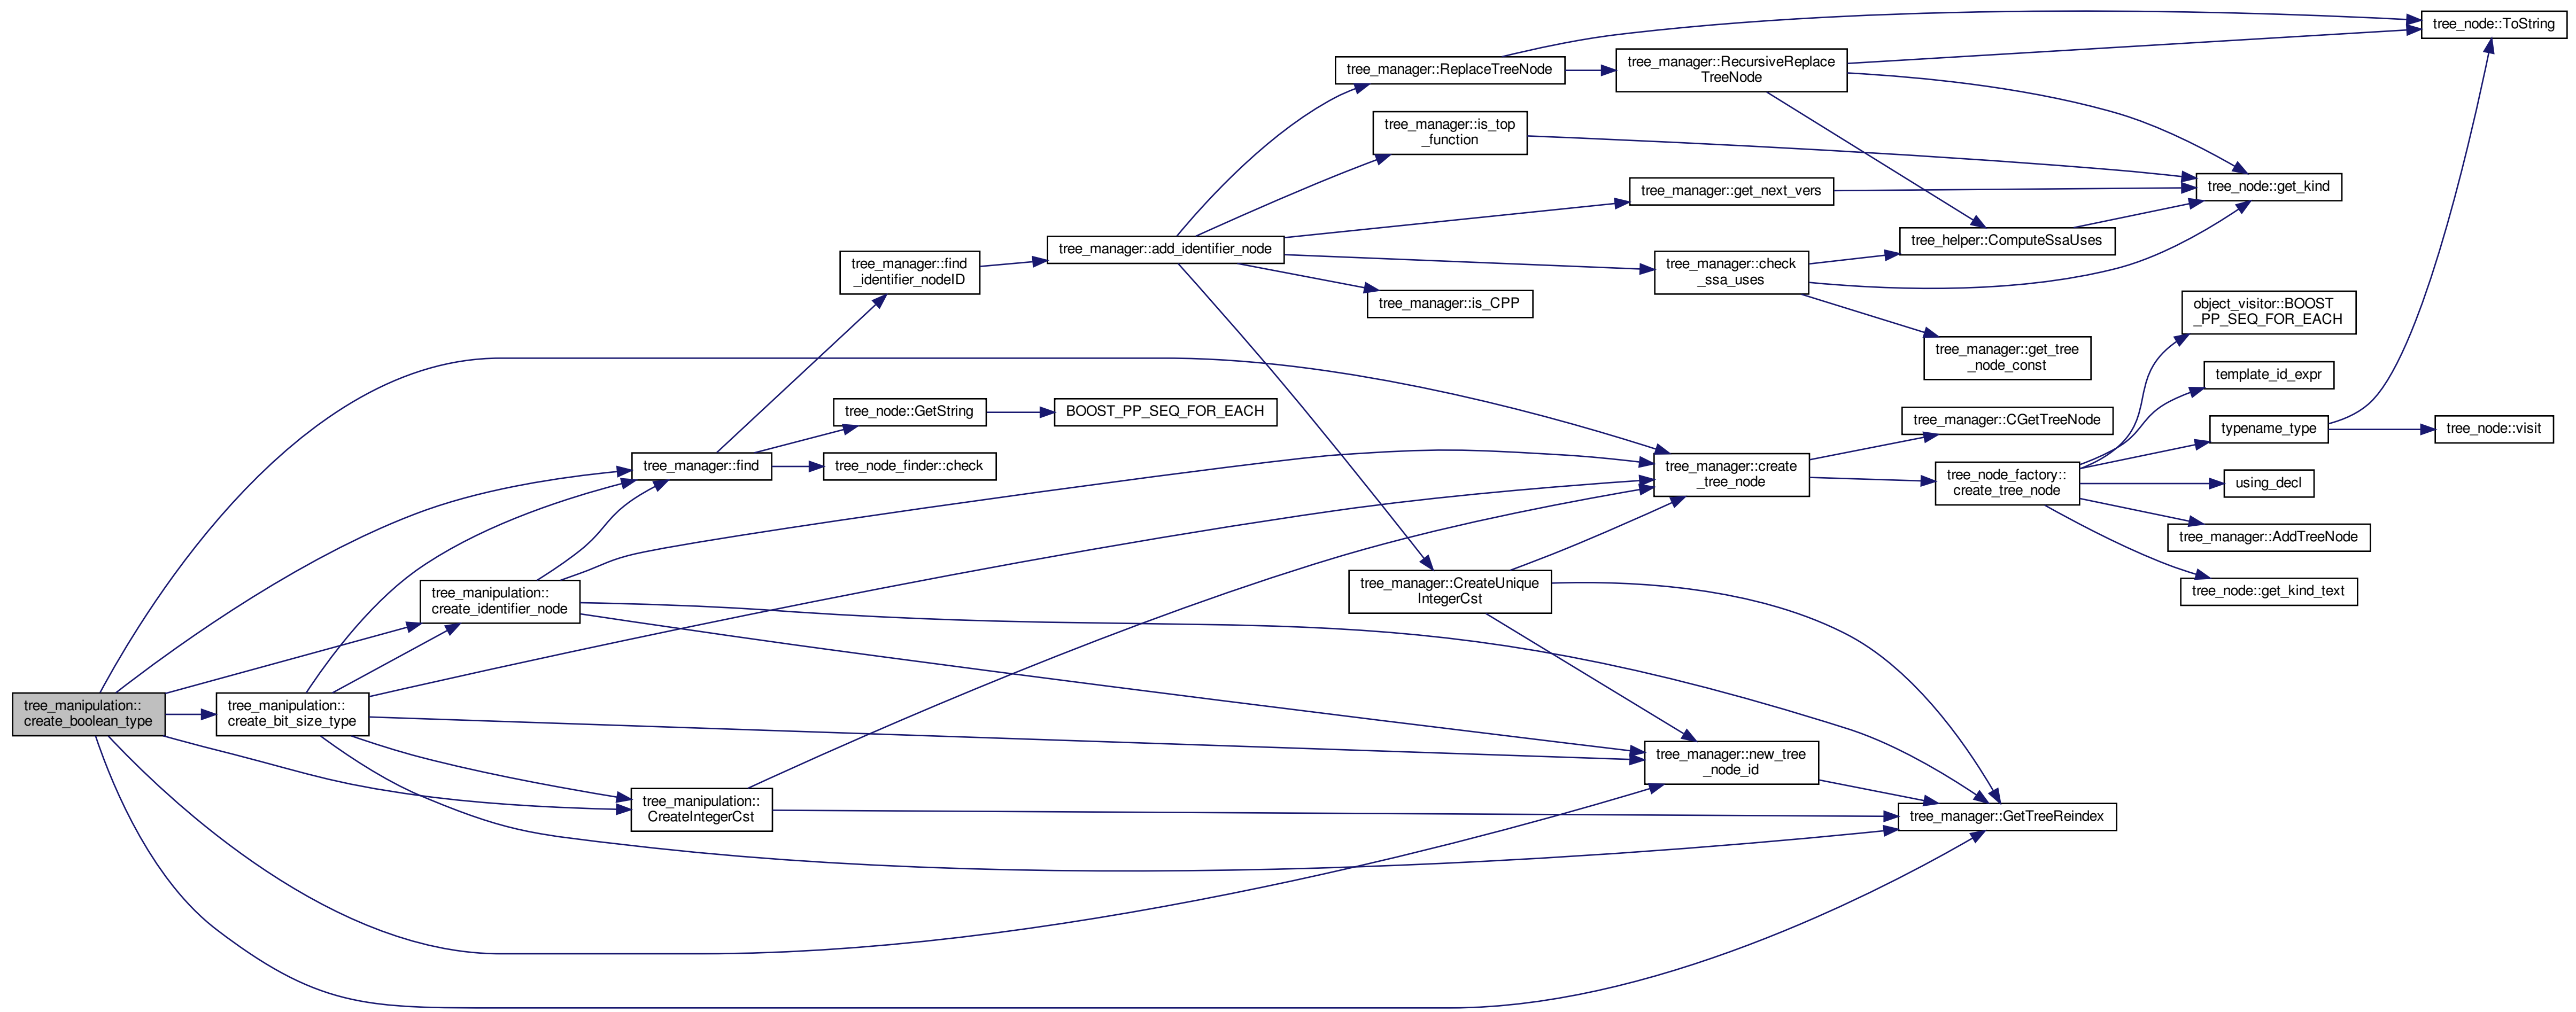 tree_node::ToString
tree_manager::ReplaceTreeNode
tree_manager::RecursiveReplace
TreeNode
tree_manager::is_top
_function
tree_manager::get_next_vers
tree_node::get_kind
tree_manager::find
_identifier_nodeID
tree_manager::add_identifier_node
tree_manager::check
_ssa_uses
tree_helper::ComputeSsaUses
tree_manager::is_CPP
object_visitor::BOOST
_PP_SEQ_FOR_EACH
tree_manager::get_tree
_node_const
template_id_expr
tree_node::GetString
BOOST_PP_SEQ_FOR_EACH
tree_manager::CGetTreeNode
typename_type
tree_node::visit
tree_manager::find
tree_node_finder::check
tree_manager::create
_tree_node
tree_node_factory::
create_tree_node
using_decl
tree_manager::AddTreeNode
tree_node::get_kind_text
tree_manipulation::
create_identifier_node
tree_manager::CreateUnique
IntegerCst
tree_manipulation::
create_boolean_type
tree_manipulation::
create_bit_size_type
tree_manager::new_tree
_node_id
tree_manipulation::
CreateIntegerCst
tree_manager::GetTreeReindex